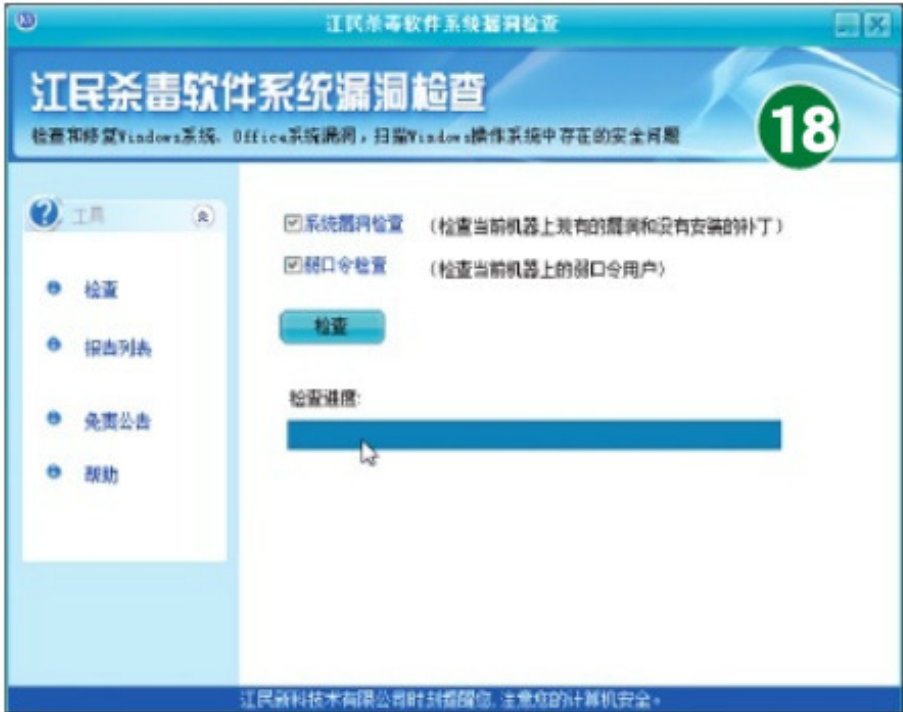 江民杀毒软件系统漏洞检查
江民杀毒软件系统漏洞检查
检查和修复Windows系统、Office系统漏洞，扫描Windows操作系统中存在的安全问题
18
工具
检查
报告列表
免责公告
帮助
系统漏洞检查 (检查当前机器上现有的漏洞和没有安装的补丁)
弱口令检查 (检查当前机器上的弱口令用户)
检查
检查进度:
江民新科技术有限公司时刻提醒您,注意您的计算机安全。